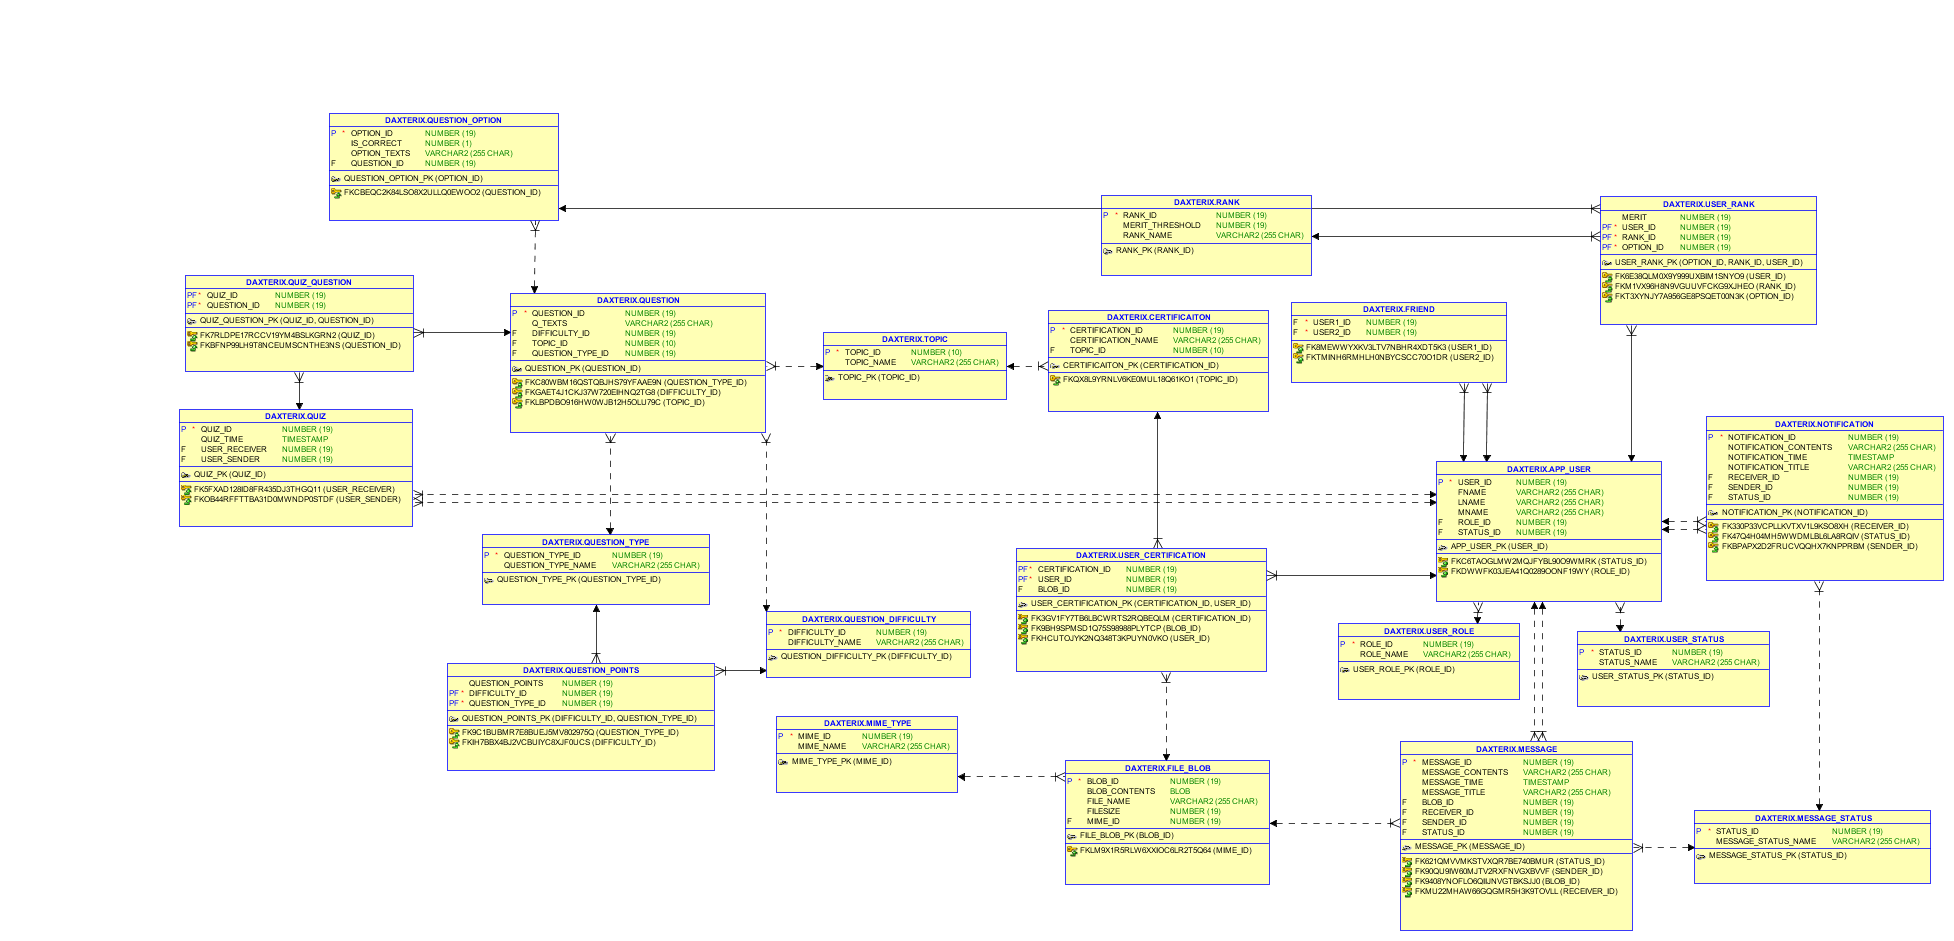 DAXTERIX.QUESTION_OPTION
P * OPTION_ID NUMBER (19)
IS_CORRECT NUMBER (1)
OPTION_TEXTS VARCHAR2 (255 CHAR)
F QUESTION_ID NUMBER (19)
QUESTION_OPTION_PK (OPTION_ID)
FKCBEQC2K84LSO8X2ULLQ0EWOO2 (QUESTION_ID)
DAXTERIX.RANK
P * RANK_ID NUMBER (19)
MERIT_THRESHOLD NUMBER (19)
RANK_NAME VARCHAR2 (255 CHAR)
RANK_PK (RANK_ID)
DAXTERIX.USER_RANK
MERIT NUMBER (19)
PF * USER_ID NUMBER (19)
PF * RANK_ID NUMBER (19)
PF * OPTION_ID NUMBER (19)
USER_RANK_PK (OPTION_ID, RANK_ID, USER_ID)
FK6E38QLM0X9Y999UXBIM1SNYO9 (USER_ID)
FKM1VX96H8N9VGUUVFCKG9XJHEO (RANK_ID)
FKT3XYNJY7A956GE8PSQET00N3K (OPTION_ID)
DAXTERIX.QUIZ_QUESTION
PF * QUIZ_ID NUMBER (19)
PF * QUESTION_ID NUMBER (19)
QUIZ_QUESTION_PK (QUIZ_ID, QUESTION_ID)
FK7RLDPE17RCCV19YM4BSLKGRN2 (QUIZ_ID)
FKBFNP99LH9T8NCEUMSCNTHE3NS (QUESTION_ID)
DAXTERIX.QUESTION
P * QUESTION_ID NUMBER (19)
Q_TEXTS VARCHAR2 (255 CHAR)
F DIFFICULTY_ID NUMBER (19)
F TOPIC_ID NUMBER (10)
F QUESTION_TYPE_ID NUMBER (19)
QUESTION_PK (QUESTION_ID)
FKC80WBM16QSTQBJHS79YFAAE9N (QUESTION_TYPE_ID)
FKGAET4J1CKJ37W720EIHNQ2TG8 (DIFFICULTY_ID)
FKLBPDBO916HW0WJB12H5OLU79C (TOPIC_ID)
DAXTERIX.TOPIC
P * TOPIC_ID NUMBER (10)
TOPIC_NAME VARCHAR2 (255 CHAR)
TOPIC_PK (TOPIC_ID)
DAXTERIX.CERTIFICAITON
P * CERTIFICATION_ID NUMBER (19)
CERTIFICATION_NAME VARCHAR2 (255 CHAR)
F TOPIC_ID NUMBER (10)
CERTIFICAITON_PK (CERTIFICATION_ID)
FKQX8L9YRNLV6KE0MUL18Q61KO1 (TOPIC_ID)
DAXTERIX.FRIEND
F * USER1_ID NUMBER (19)
F * USER2_ID NUMBER (19)
FK8MEWWYXKV3LTV7NBHR4XDT5K3 (USER1_ID)
FKTMINH6RMHLH0NBYCSCC70O1DR (USER2_ID)
DAXTERIX.QUIZ
P * QUIZ_ID NUMBER (19)
QUIZ_TIME TIMESTAMP
F USER_RECEIVER NUMBER (19)
F USER_SENDER NUMBER (19)
QUIZ_PK (QUIZ_ID)
FK5FXAD128ID8FR435DJ3THGQ11 (USER_RECEIVER)
FKOB44RFFTTBA31D0MWNDP0STDF (USER_SENDER)
DAXTERIX.NOTIFICATION
P * NOTIFICATION_ID NUMBER (19)
NOTIFICATION_CONTENTS VARCHAR2 (255 CHAR)
NOTIFICATION_TIME TIMESTAMP
NOTIFICATION_TITLE VARCHAR2 (255 CHAR)
F RECEIVER_ID NUMBER (19)
F SENDER_ID NUMBER (19)
F STATUS_ID NUMBER (19)
NOTIFICATION_PK (NOTIFICATION_ID)
FK330P33VCPLLKVTXV1L9KSO8XH (RECEIVER_ID)
FK47Q4H04MH5WWDMLBL6LA8RQIV (STATUS_ID)
FKBPAPX2D2FRUCVQQHX7KNPPRBM (SENDER_ID)
DAXTERIX.APP_USER
P * USER_ID NUMBER (19)
FNAME VARCHAR2 (255 CHAR)
LNAME VARCHAR2 (255 CHAR)
MNAME VARCHAR2 (255 CHAR)
F ROLE_ID NUMBER (19)
F STATUS_ID NUMBER (19)
APP_USER_PK (USER_ID)
FKC6TAOGLMW2MQJFYBL90O9WMRK (STATUS_ID)
FKDWWFK03JEA41Q0289OONF19WY (ROLE_ID)
DAXTERIX.QUESTION_TYPE
P * QUESTION_TYPE_ID NUMBER (19)
QUESTION_TYPE_NAME VARCHAR2 (255 CHAR)
QUESTION_TYPE_PK (QUESTION_TYPE_ID)
DAXTERIX.USER_CERTIFICATION
PF * CERTIFICATION_ID NUMBER (19)
PF * USER_ID NUMBER (19)
F BLOB_ID NUMBER (19)
USER_CERTIFICATION_PK (CERTIFICATION_ID, USER_ID)
FK3GV1FY7TB6LBCWRTS2RQBEQLM (CERTIFICATION_ID)
FK9BH9SPMSD1Q75S98988PLYTCP (BLOB_ID)
FKHCUTOJYK2NQ348T3KPUYN0VKO (USER_ID)
DAXTERIX.QUESTION_DIFFICULTY
P * DIFFICULTY_ID NUMBER (19)
DIFFICULTY_NAME VARCHAR2 (255 CHAR)
QUESTION_DIFFICULTY_PK (DIFFICULTY_ID)
DAXTERIX.USER_ROLE
P * ROLE_ID NUMBER (19)
ROLE_NAME VARCHAR2 (255 CHAR)
USER_ROLE_PK (ROLE_ID)
DAXTERIX.USER_STATUS
P * STATUS_ID NUMBER (19)
STATUS_NAME VARCHAR2 (255 CHAR)
USER_STATUS_PK (STATUS_ID)
DAXTERIX.QUESTION_POINTS
QUESTION_POINTS NUMBER (19)
PF * DIFFICULTY_ID NUMBER (19)
PF * QUESTION_TYPE_ID NUMBER (19)
QUESTION_POINTS_PK (DIFFICULTY_ID, QUESTION_TYPE_ID)
FK9C1BUBMR7E8BUEJ5MV802975Q (QUESTION_TYPE_ID)
FKIH7BBX4BJ2VCBUIYC8XJF0UCS (DIFFICULTY_ID)
DAXTERIX.MIME_TYPE
P * MIME_ID NUMBER (19)
MIME_NAME VARCHAR2 (255 CHAR)
MIME_TYPE_PK (MIME_ID)
DAXTERIX.FILE_BLOB
P * BLOB_ID NUMBER (19)
BLOB_CONTENTS BLOB
FILE_NAME VARCHAR2 (255 CHAR)
FILESIZE NUMBER (19)
F MIME_ID NUMBER (19)
FILE_BLOB_PK (BLOB_ID)
FKLM9X1R5RLW6XXIOC6LR2T5Q64 (MIME_ID)
DAXTERIX.MESSAGE
P * MESSAGE_ID NUMBER (19)
MESSAGE_CONTENTS VARCHAR2 (255 CHAR)
MESSAGE_TIME TIMESTAMP
MESSAGE_TITLE VARCHAR2 (255 CHAR)
F BLOB_ID NUMBER (19)
F RECEIVER_ID NUMBER (19)
F SENDER_ID NUMBER (19)
F STATUS_ID NUMBER (19)
MESSAGE_PK (MESSAGE_ID)
FK621QMVVMKSTVXQR7BE740BMUR (STATUS_ID)
FK90QU9IW60MJTV2RXFNVGXBVVF (SENDER_ID)
FK9408YNOFLO6QIUNVGTBKSJJ0 (BLOB_ID)
FKMU22MHAW66GQGMR5H3K9TOVLL (RECEIVER_ID)
DAXTERIX.MESSAGE_STATUS
P * STATUS_ID NUMBER (19)
MESSAGE_STATUS_NAME VARCHAR2 (255 CHAR)
MESSAGE_STATUS_PK (STATUS_ID)